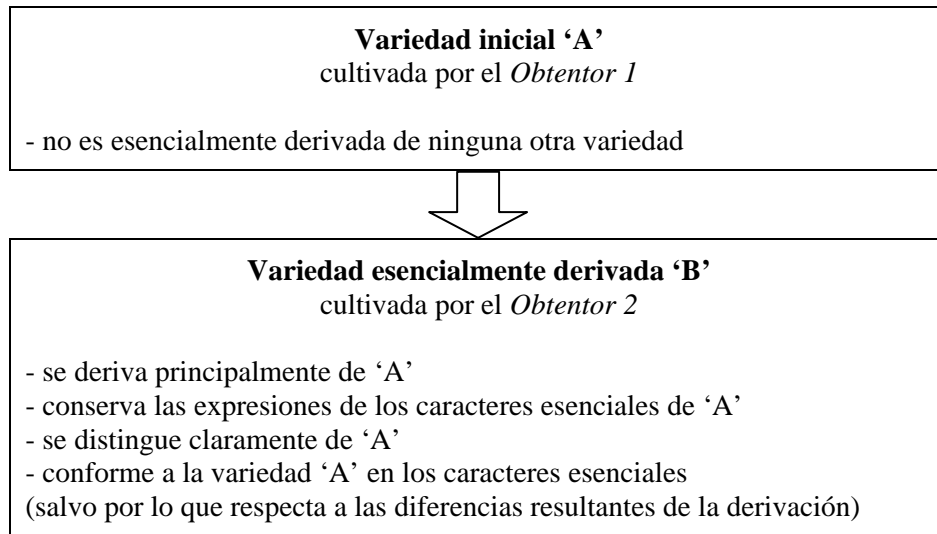 Variedad inicial ‘A’
cultivada por el Obtentor 1
- no es esencialmente derivada de ninguna otra variedad
Variedad esencialmente derivada ‘B’
cultivada por el Obtentor 2
- se deriva principalmente de ‘A’
- conserva las expresiones de los caracteres esenciales de ‘A’
- se distingue claramente de ‘A’
- conforme a la variedad ‘A’ en los caracteres esenciales
(salvo por lo que respecta a las diferencias resultantes de la derivación)